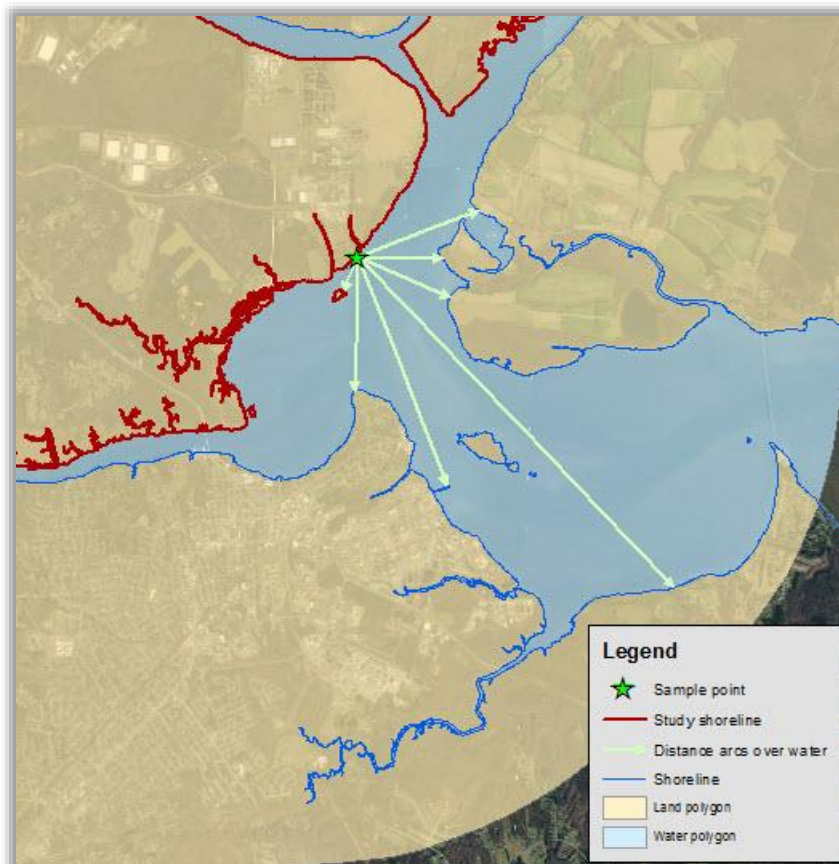 Legend
Sample point
Study shoreline
Distance arcs over water
Shoreline
Land polygon
Water polygon